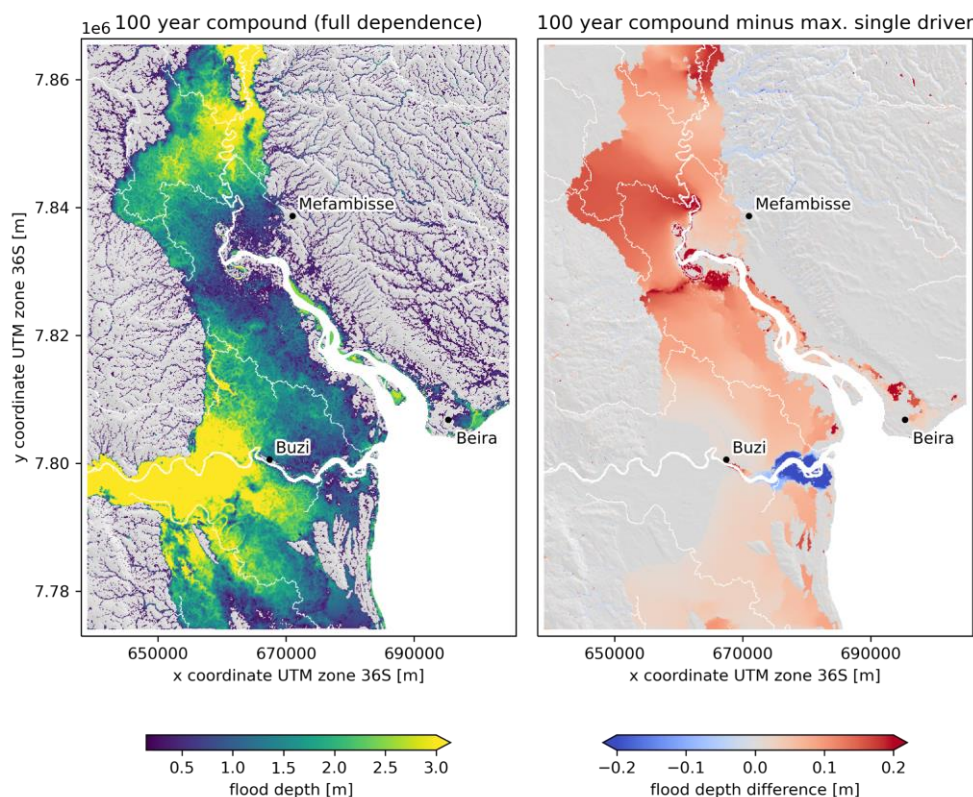 100 year compound (full dependence)
100 year compound minus max. single driver
1e6
7.86
7.84
7.82
7.80
7.78
y coordinate UTM zone 36S [m]
Mefambisse
Buzi
Beira
Mefambisse
Buzi
Beira
650000 670000 690000
650000 670000 690000
x coordinate UTM zone 36S [m]
x coordinate UTM zone 36S [m]
0.5 1.0 1.5 2.0 2.5 3.0
flood depth [m]
−0.2 −0.1 0.0 0.1 0.2
flood depth difference [m]